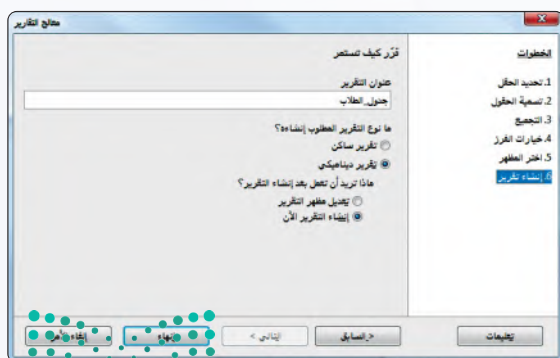 معالج التقارير
الخطوات
1. تحديد الحقل
2. تسمية الحقول
3. التجميع
4. خيارات الفرز
5. اختر المظهر
6. إنشاء تقرير
قرّر كيف تستمر
عنوان التقرير
جدول_الطلاب
ما نوع التقرير المطلوب إنشاءه؟
تقرير ساكن
تقرير ديناميكي
ماذا تريد أن تفعل بعد إنشاء التقرير؟
تعديل مظهر التقرير
إنشاء التقرير الآن
تعليمات
< السابق
التالي >
إنهاء
إلغاء الأمر